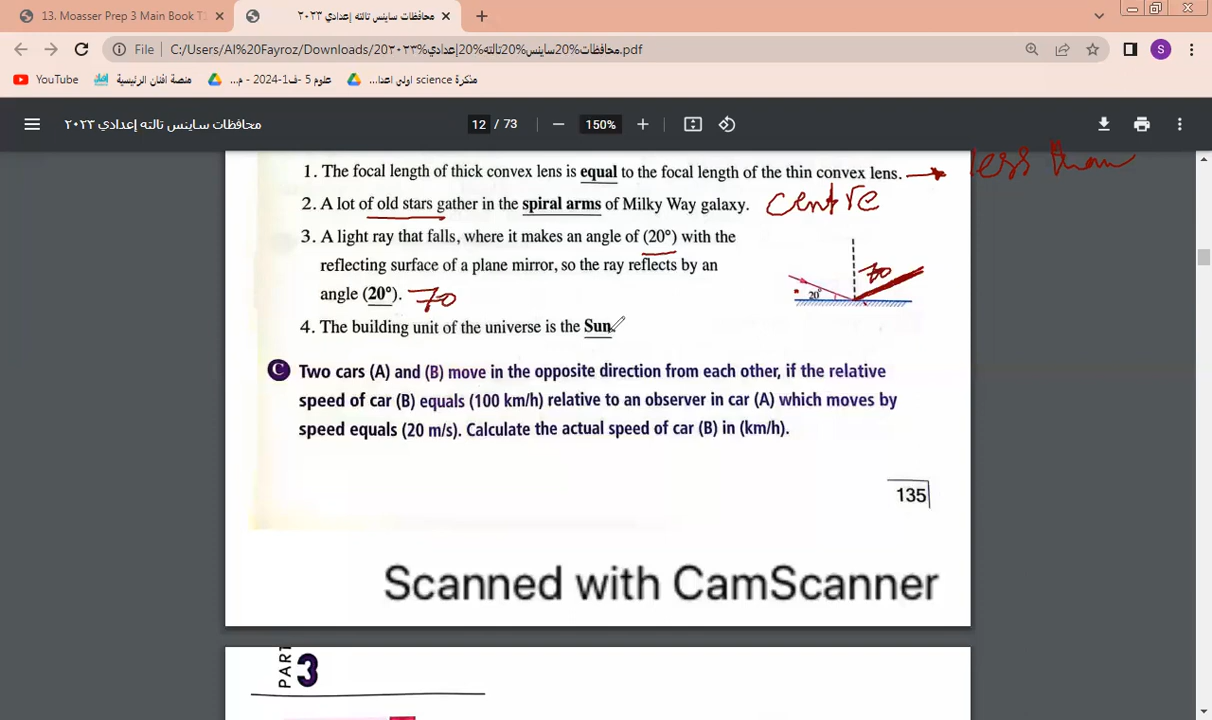 13. Moasser Prep 3 Main Book T
محافظات ساينس تالته إعدادي ٢٠٢٣
File
C:/Users/Al%20Fayroz/Downloads/20٢٠٢٣%إعدادي20%تالته20%ساينس20%محافظات.pdf
YouTube
منصة افنان الرئيسية
علوم 5 -ف1-2024 - م...
مذكرة science اولي اعدا...
محافظات ساينس تالته إعدادي ٢٠٢٣
12 / 73
150%
1. The focal length of thick convex lens is equal to the focal length of the thin convex lens.
less than
2. A lot of old stars gather in the spiral arms of Milky Way galaxy.
centre
3. A light ray that falls, where it makes an angle of (20°) with the
reflecting surface of a plane mirror, so the ray reflects by an
angle (20°). 70
70
20°
4. The building unit of the universe is the Sun
C Two cars (A) and (B) move in the opposite direction from each other, if the relative
speed of car (B) equals (100 km/h) relative to an observer in car (A) which moves by
speed equals (20 m/s). Calculate the actual speed of car (B) in (km/h).
135
Scanned with CamScanner
PART
3